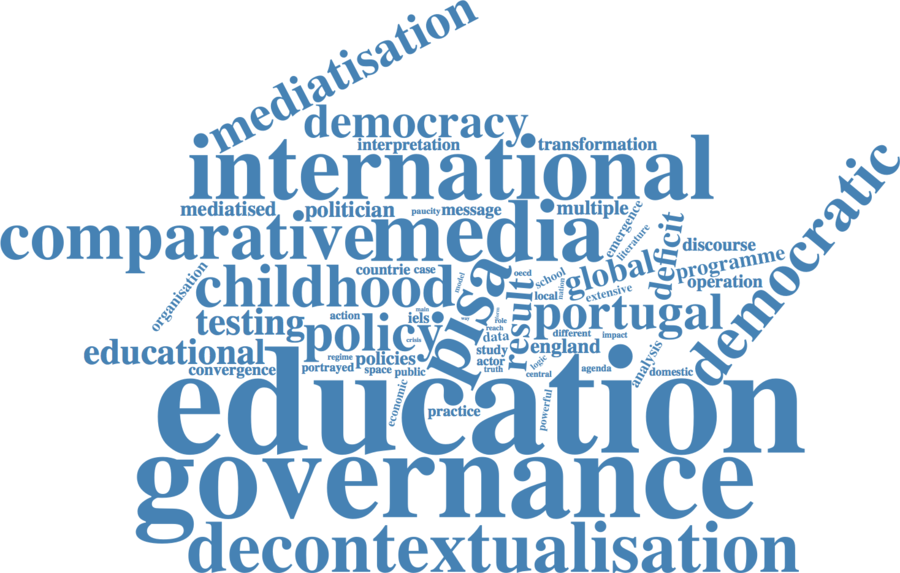 mediatisation
democracy
interpretation
transformation
international
democratic
mediatised
politician
paucity
message
multiple
emergence
literature
comparative
media
deficit
discourse
organisation
countrie
case
model
pisa
oecd
school
global
programme
childhood
result
local
extensive
operation
testing
action
main
iels
way
role
portugal
policy
crisis
reach
data
different
impact
educational
regime
policies
study
england
analysis
convergence
portrayed
space
public
actor
truth
logic
central
agenda
domestic
education
economic
practice
powerful
governance
decontextualisation